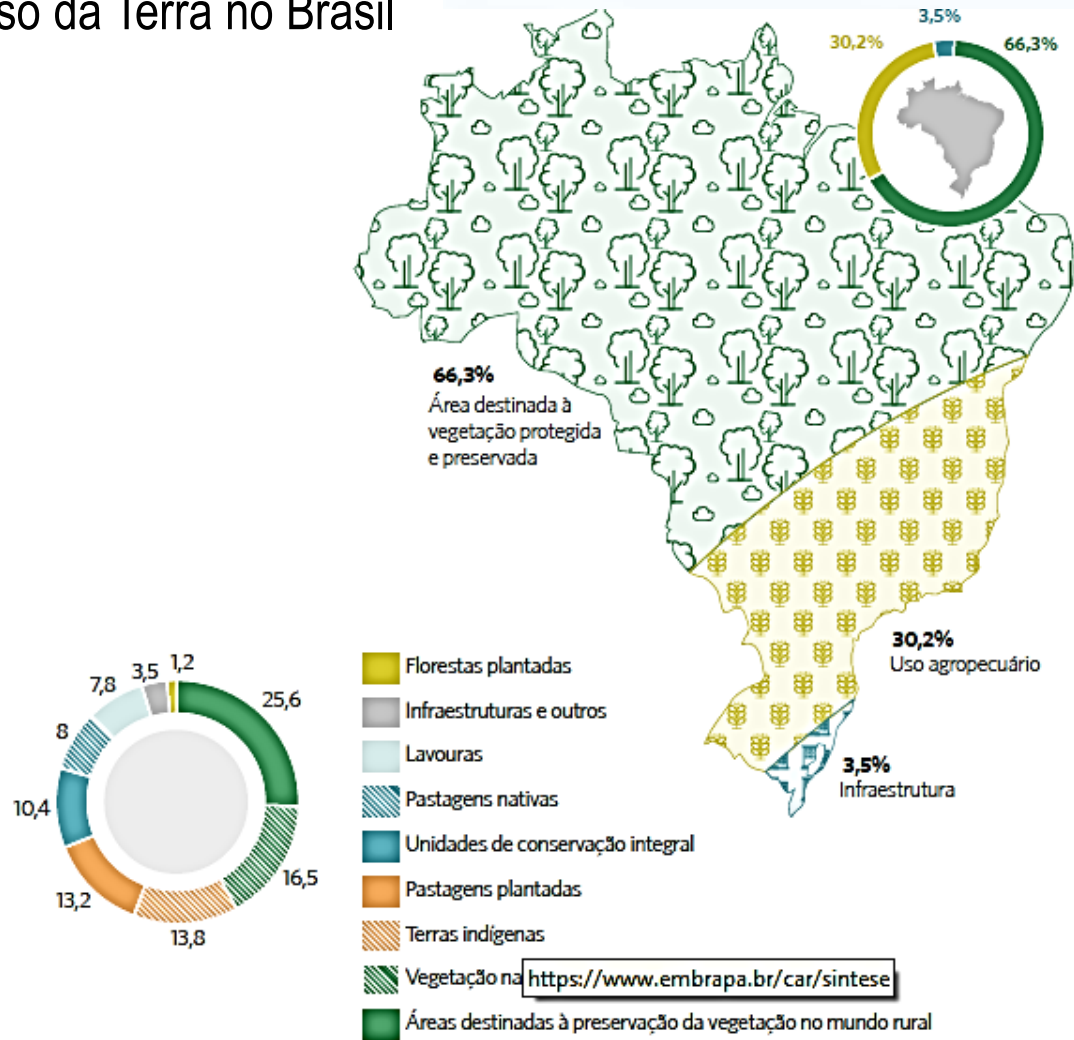 so da Terra no Brasil
3,5%
30,2%
66,3%
66,3%
Área destinada à
vegetação protegida
e preservada
30,2%
Uso agropecuário
3,5%
Infraestrutura
1,2
3,5
7,8
25,6
8
10,4
16,5
13,2
13,8
Florestas plantadas
Infraestruturas e outros
Lavouras
Pastagens nativas
Unidades de conservação integral
Pastagens plantadas
Terras indígenas
Vegetação na https://www.embrapa.br/car/sintese
Áreas destinadas à preservação da vegetação no mundo rural